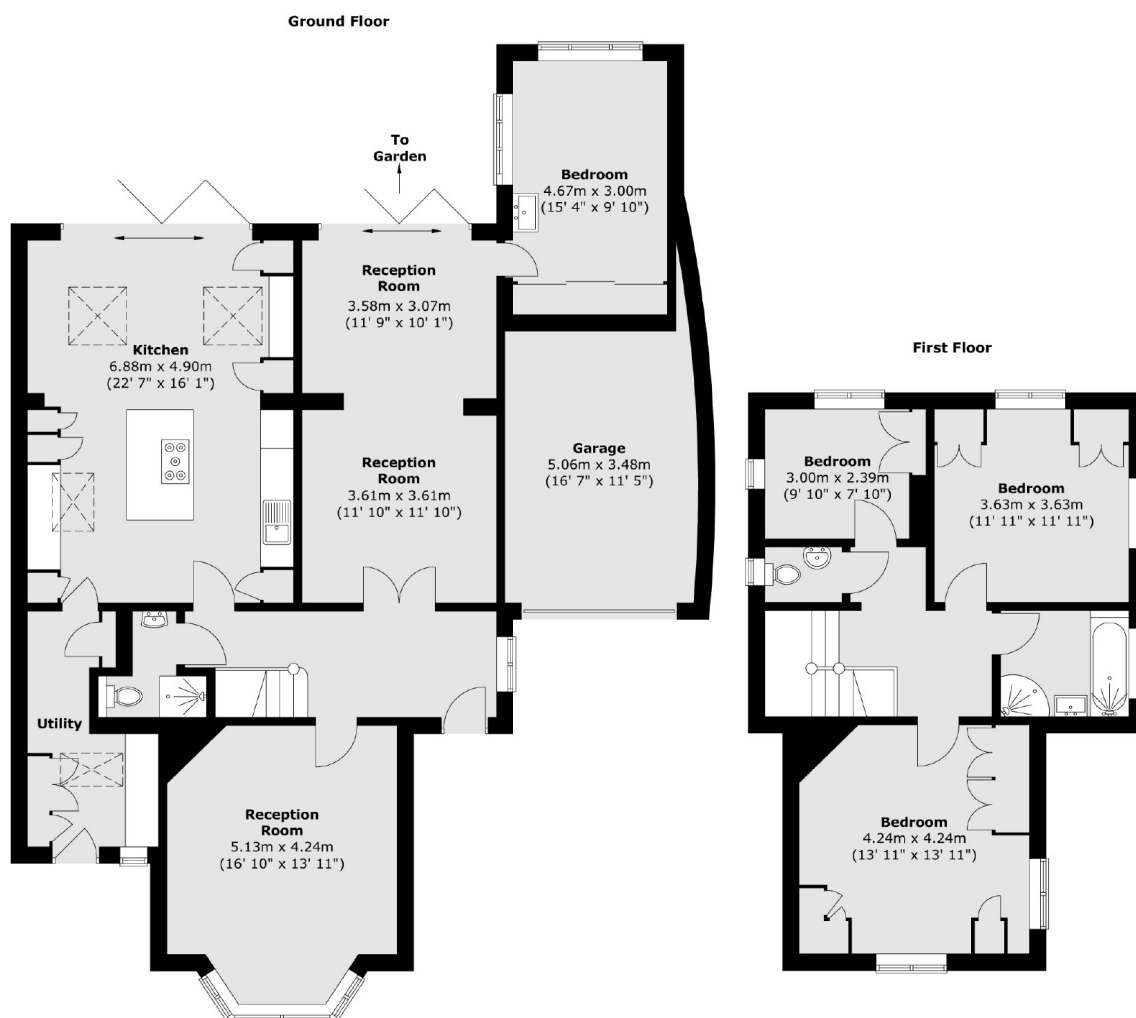 Ground Floor
To
Garden
Bedroom
4.67m x 3.00m
(15' 4" x 9' 10")
Reception
Room
3.58m x 3.07m
(11' 9" x 10' 1")
Kitchen
6.88m x 4.90m
(22' 7" x 16' 1")
Reception
Room
3.61m x 3.61m
(11' 10" x 11' 10")
Garage
5.06m x 3.48m
(16' 7" x 11' 5")
Utility
Reception
Room
5.13m x 4.24m
(16' 10" x 13' 11")
First Floor
Bedroom
3.00m x 2.39m
(9' 10" x 7' 10")
Bedroom
3.63m x 3.63m
(11' 11" x 11' 11")
Bedroom
4.24m x 4.24m
(13' 11" x 13' 11")